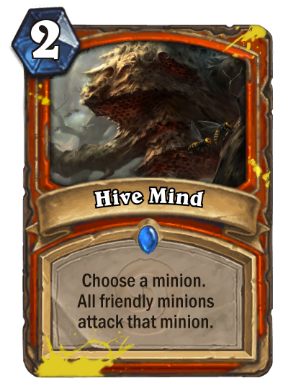 2
Hive Mind
Choose a minion.
All friendly minions
attack that minion.